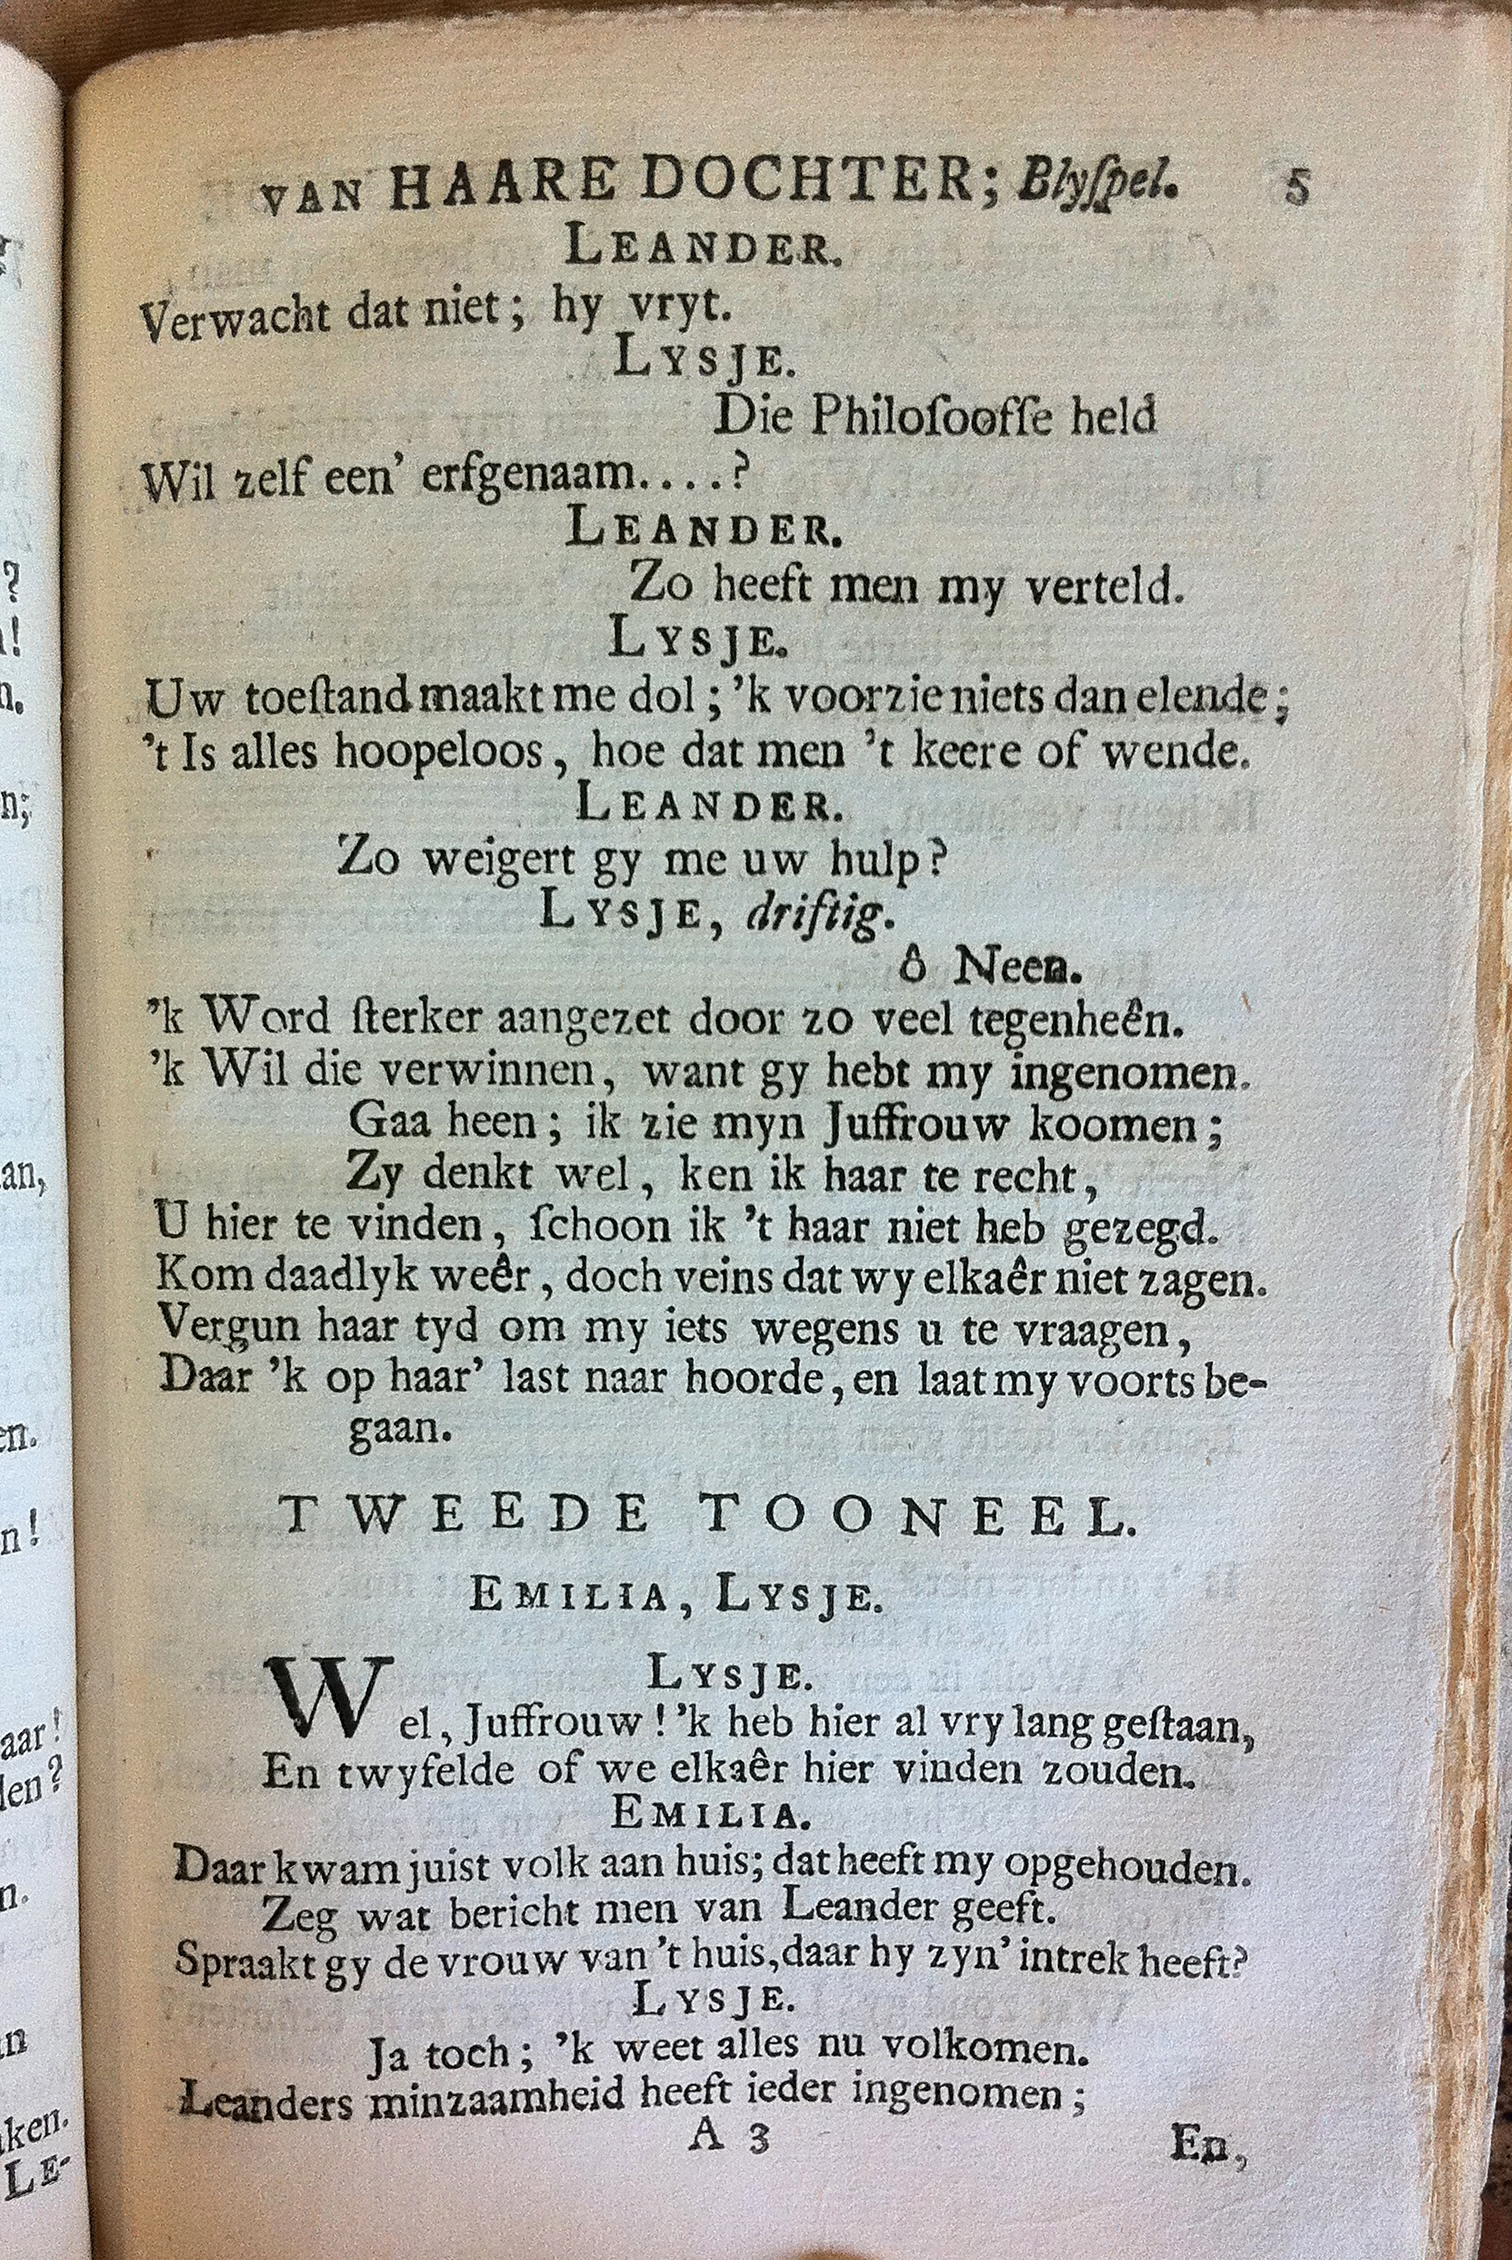 VAN HAARE DOCHTER; Blyſpel. 5
LEANDER.
Verwacht dat niet; hy vryt.
LYSJE.
Die Philoſooffe held
Wil zelf een' erfgenaam....?
LEANDER.
Zo heeft men my verteld.
LYSJE.
Uw toeſtand maakt me dol; 'k voorzie niets dan elende;
't Is alles hoopeloos, hoe dat men 't keere of wende.
LEANDER.
Zo weigert gy me uw hulp?
LYSJE, driftig.
ô Neen.
'k Word ſterker aangezet door zo veel tegenheên.
'k Wil die verwinnen, want gy hebt my ingenomen.
Gaa heen; ik zie myn Juffrouw koomen;
Zy denkt wel, ken ik haar te recht,
U hier te vinden, ſchoon ik 't haar niet heb gezegd.
Kom daadlyk weêr, doch veins dat wy elkaêr niet zagen.
Vergun haar tyd om my iets wegens u te vraagen,
Daar 'k op haar' last naar hoorde, en laat my voorts be-
gaan.
TWEEDE TOONEEL.
EMILIA, LYSJE.
LYSJE.
Wel, Juffrouw! 'k heb hier al vry lang geſtaan,
En twyfelde of we elkaêr hier vinden zouden.
EMILIA.
Daar kwam juist volk aan huis; dat heeft my opgehouden.
Zeg wat bericht men van Leander geeft.
Spraakt gy de vrouw van 't huis, daar hy zyn' intrek heeft?
LYSJE.
Ja toch; 'k weet alles nu volkomen.
Leanders minzaamheid heeft ieder ingenomen;
A 3 En,